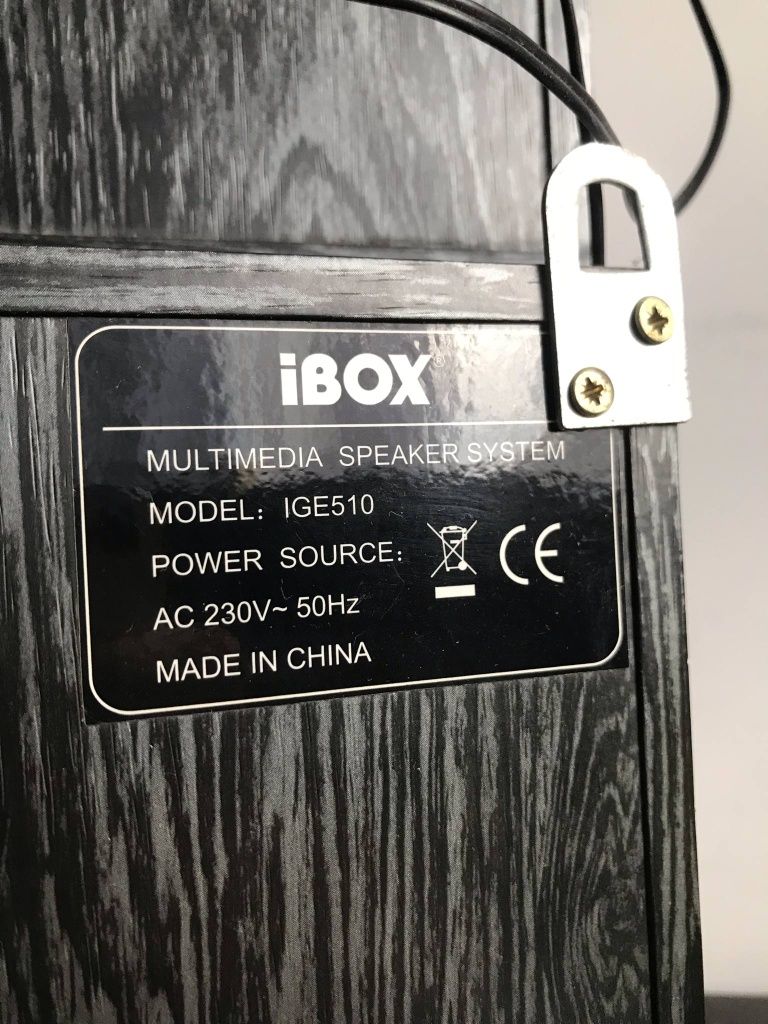 iBOX®
MULTIMEDIA SPEAKER SYSTEM
MODEL: IGE510
POWER SOURCE:
AC 230V~ 50Hz
MADE IN CHINA
CE